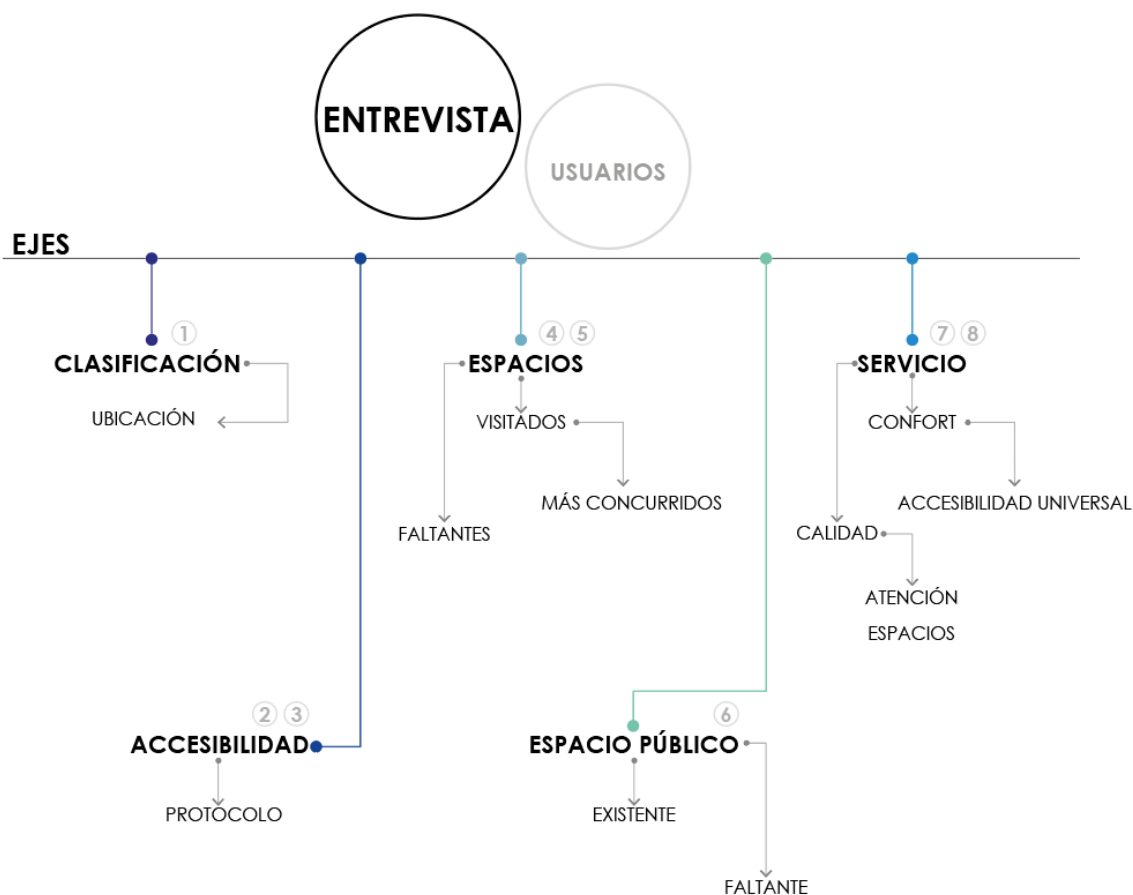 ENTREVISTA
USUARIOS
EJES
1
CLASIFICACIÓN
UBICACIÓN
4 5
ESPACIOS
VISITADOS
MÁS CONCURRIDOS
FALTANTES
7 8
SERVICIO
CONFORT
ACCESIBILIDAD UNIVERSAL
CALIDAD
ATENCIÓN
ESPACIOS
2 3
ACCESIBILIDAD
PROTOCOLO
6
ESPACIO PÚBLICO
EXISTENTE
FALTANTE